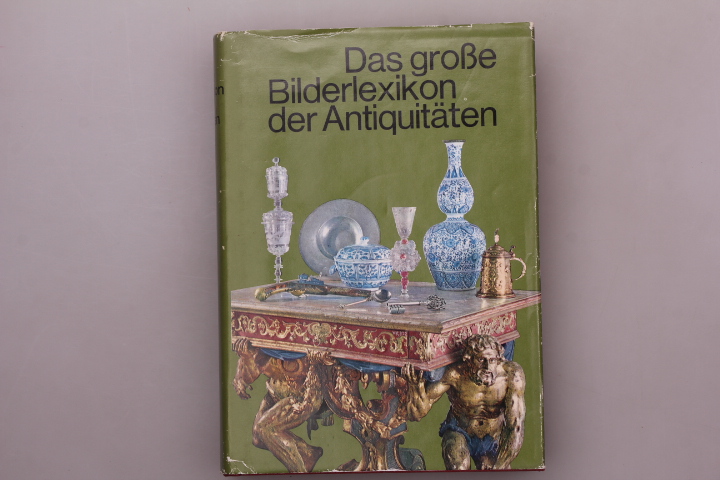 Das große
Bilderlexikon
der Antiquitäten